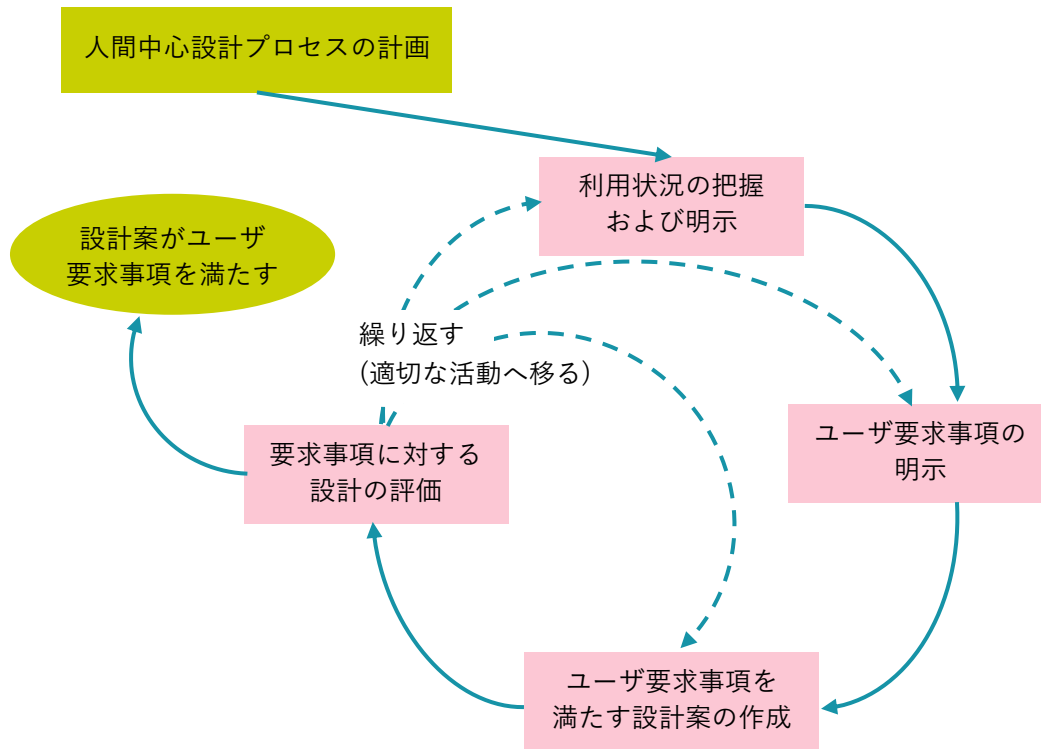 人間中心設計プロセスの計画
利用状況の把握
および明示
設計案がユーザ
要求事項を満たす
繰り返す
(適切な活動へ移る)
ユーザ要求事項の
明示
要求事項に対する
設計の評価
ユーザ要求事項を
満たす設計案の作成